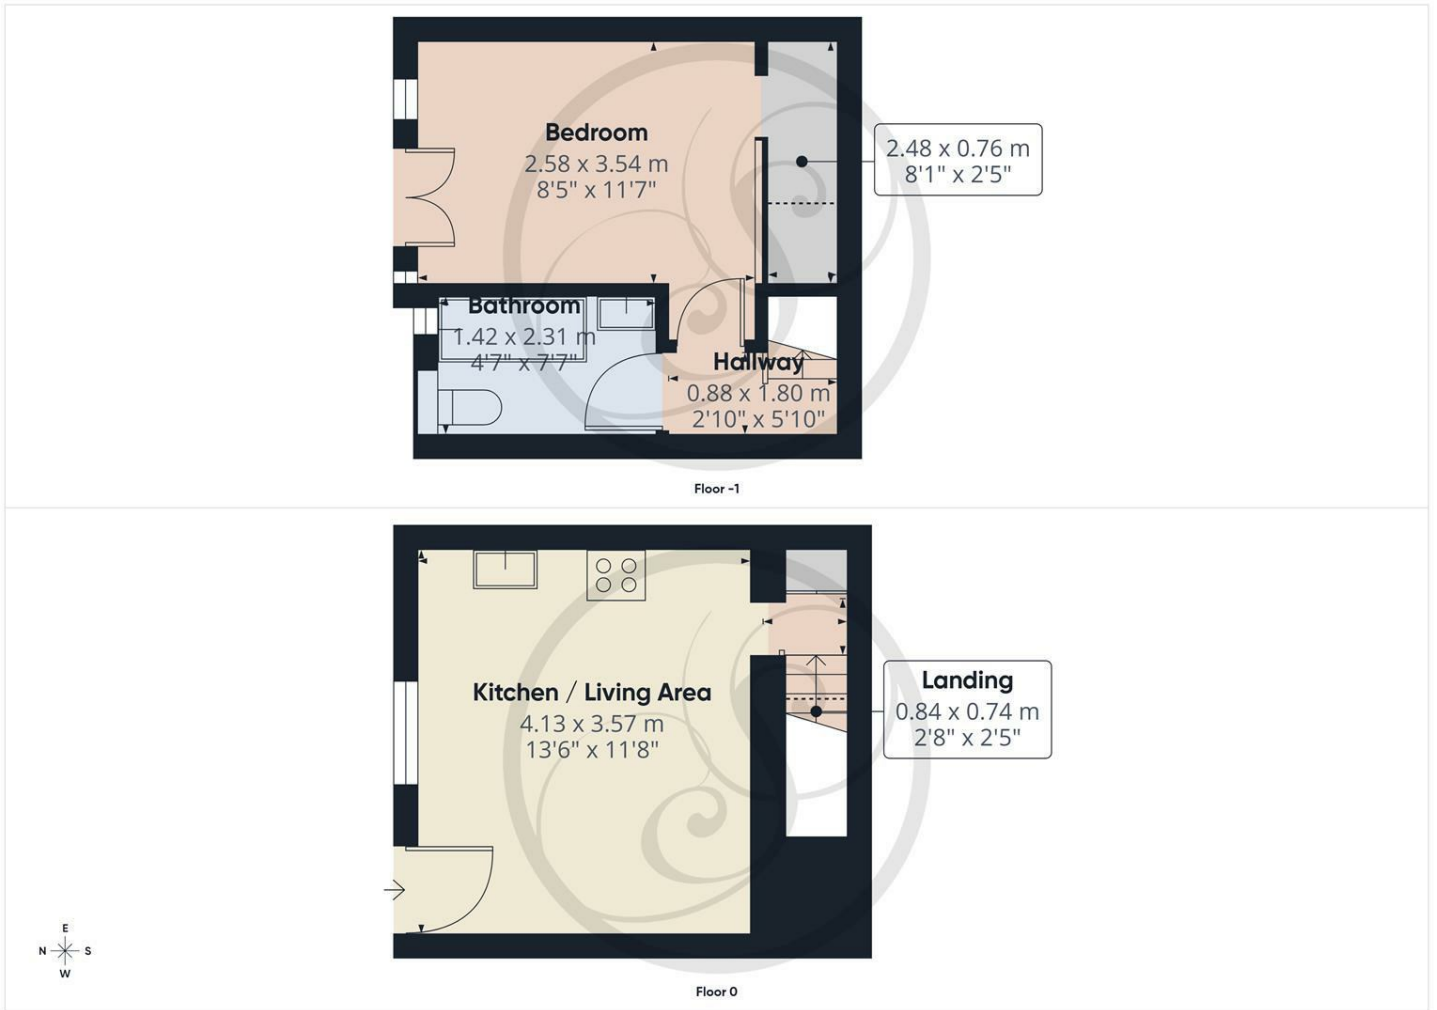 Bedroom
2.58 x 3.54 m
8'5" x 11'7"
2.48 x 0.76 m
8'1" x 2'5"
Bathroom
1.42 x 2.31 m
4'7" x 7'7"
Hallway
0.88 x 1.80 m
2'10" x 5'10"
Floor -1
Kitchen / Living Area
4.13 x 3.57 m
13'6" x 11'8"
Landing
0.84 x 0.74 m
2'8" x 2'5"
E
N S
W
Floor 0